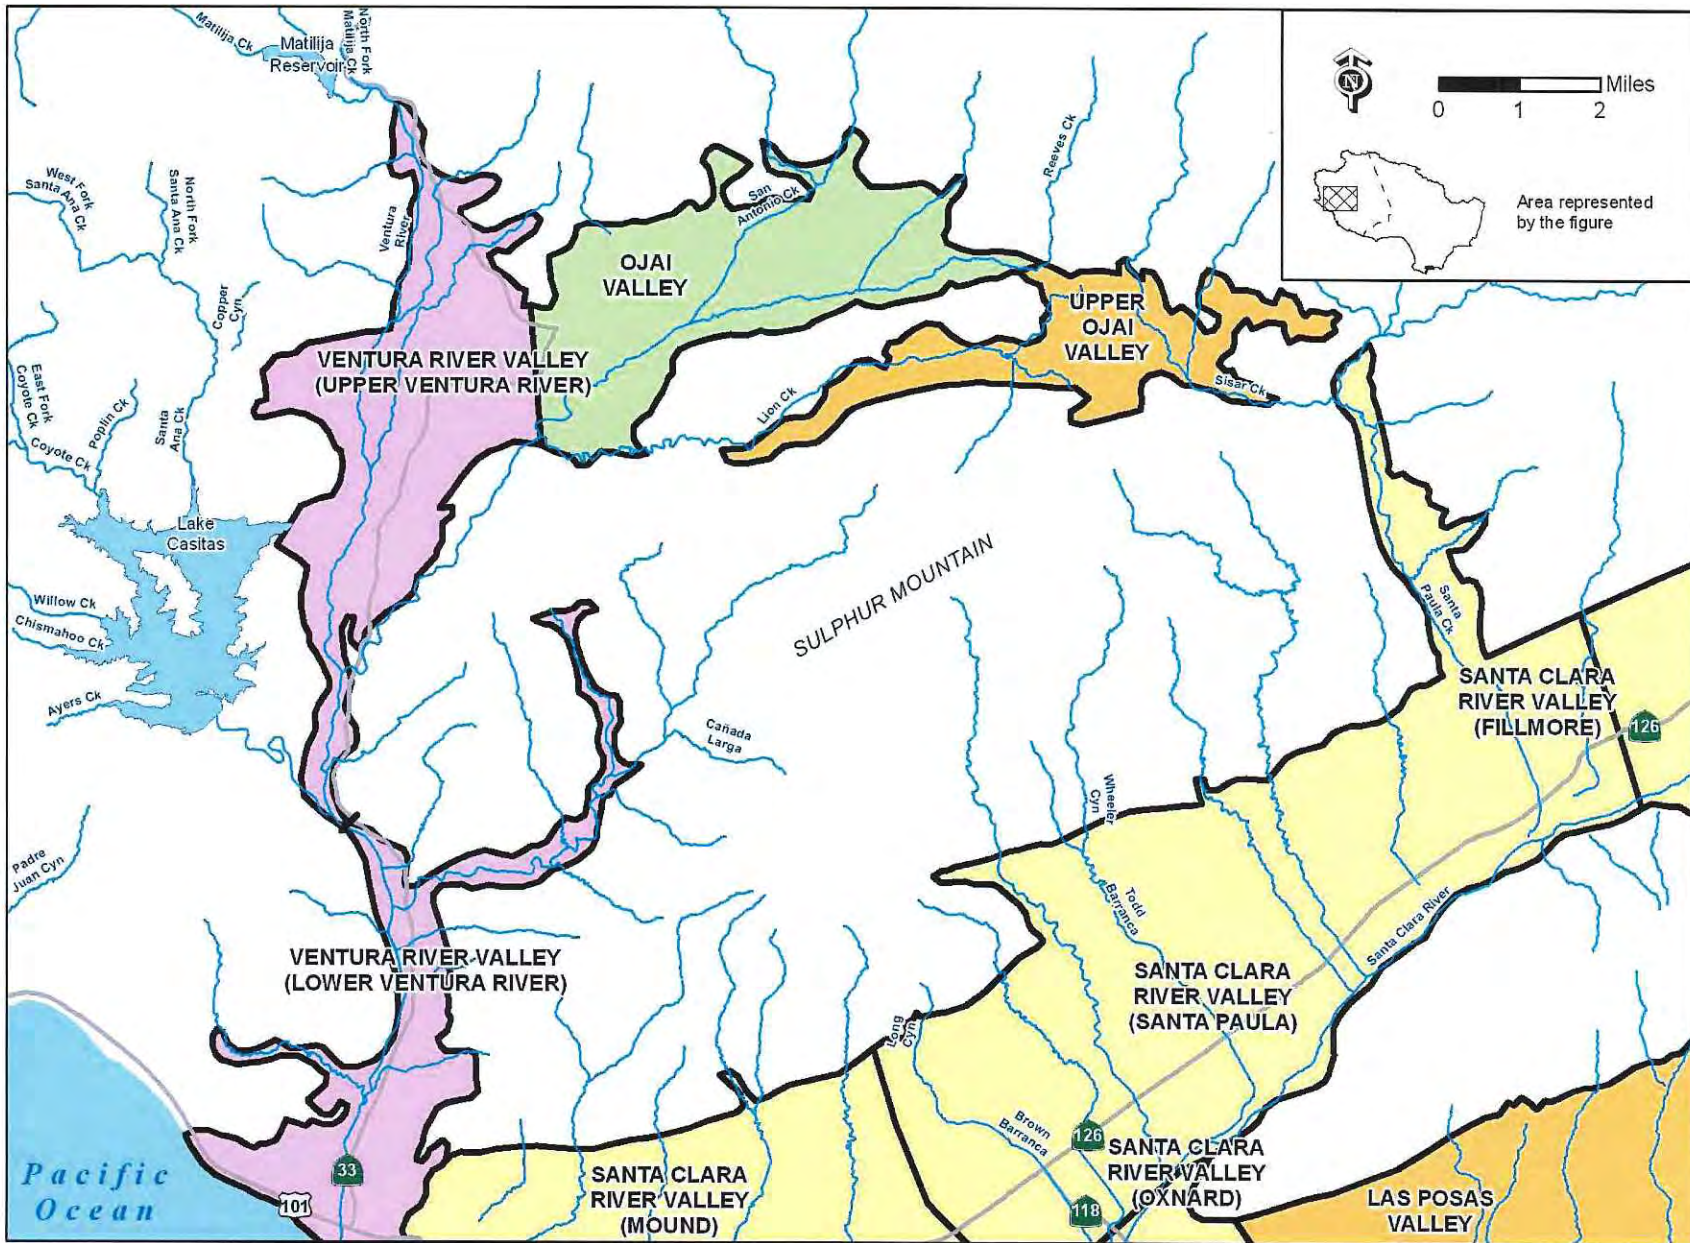 Matilija Ck
North Fork
Matilija Ck
Matilija
Reservoir
Miles
0 1 2
N
Area represented
by the figure
West Fork
Santa Ana Ck
North Fork
Santa Ana Ck
Ventura
River
San
Antonio Ck
Reeves Ck
OJAI
VALLEY
UPPER
OJAI
VALLEY
Copper
Cyn
VENTURA RIVER VALLEY
(UPPER VENTURA RIVER)
East Fork
Coyote Ck
Poplin Ck
Santa
Ana Ck
Coyote Ck
Lion Ck
Sisar Ck
Lake
Casitas
SULPHUR MOUNTAIN
Willow Ck
Chismahoo Ck
Ayers Ck
Santa
Paula Ck
Cañada
Larga
SANTA CLARA
RIVER VALLEY
(FILLMORE)
126
Wheeler
Cyn
Padre
Juan Cyn
Todd
Barranca
Santa Clara River
VENTURA RIVER VALLEY
(LOWER VENTURA RIVER)
SANTA CLARA
RIVER VALLEY
(SANTA PAULA)
Long
Cyn
Brown
Barranca
126
SANTA CLARA
RIVER VALLEY
(OXNARD)
118
Pacific
Ocean
33
101
SANTA CLARA
RIVER VALLEY
(MOUND)
LAS POSAS
VALLEY